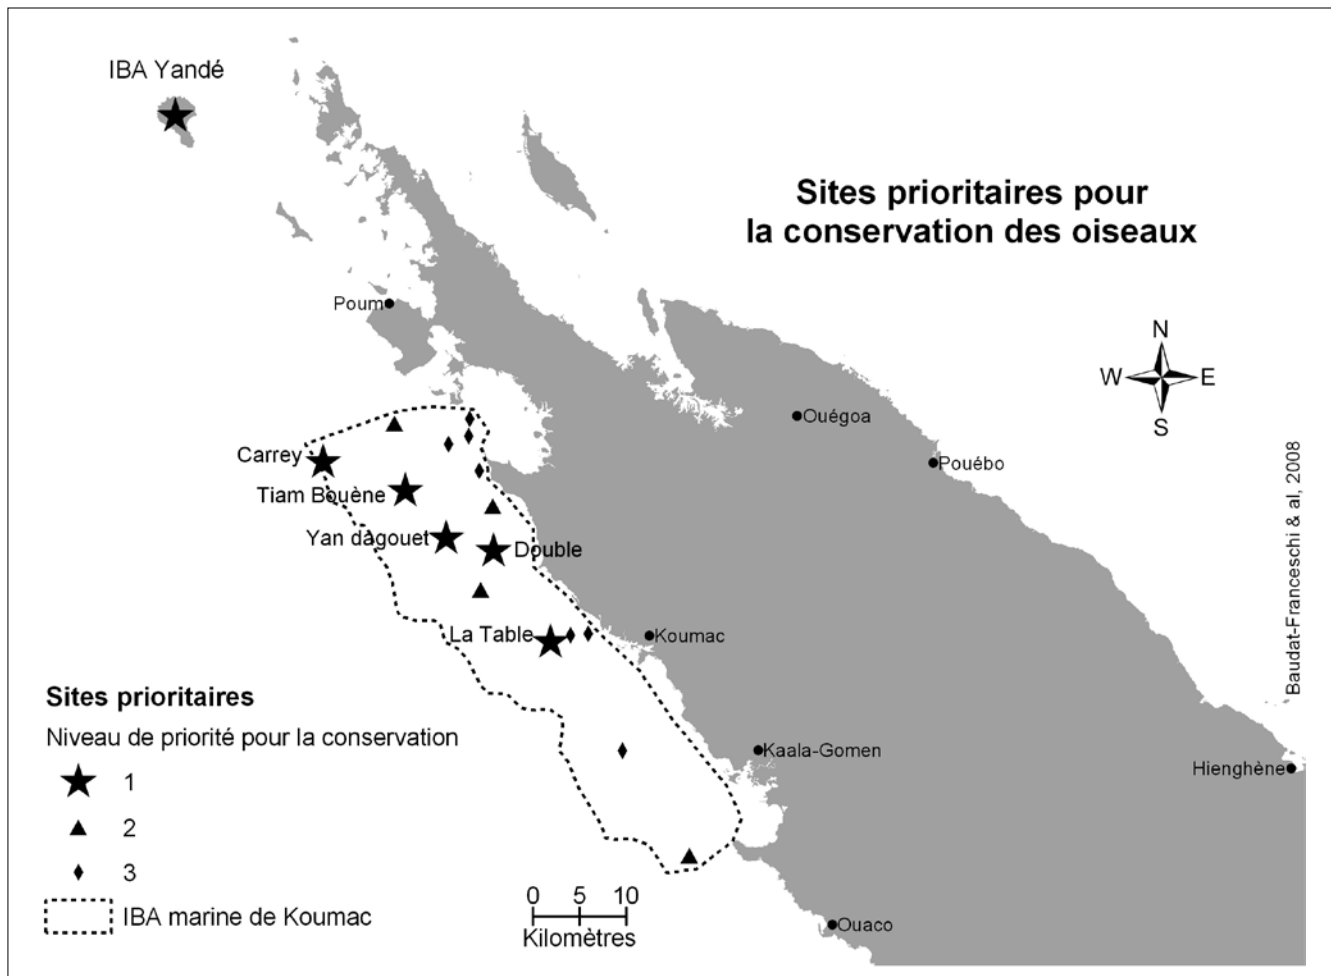 IBA Yandé
Sites prioritaires pour
la conservation des oiseaux
Poum
N
W
E
S
Ouégoa
Carrey
Pouébo
Tiam Bouène
Yan dagouet
Double
La Table
Koumac
Baudat-Franceschi & al, 2008
Kaala-Gomen
Hienghène
Ouaco
Sites prioritaires
Niveau de priorité pour la conservation
1
2
3
IBA marine de Koumac
0 5 10
Kilomètres